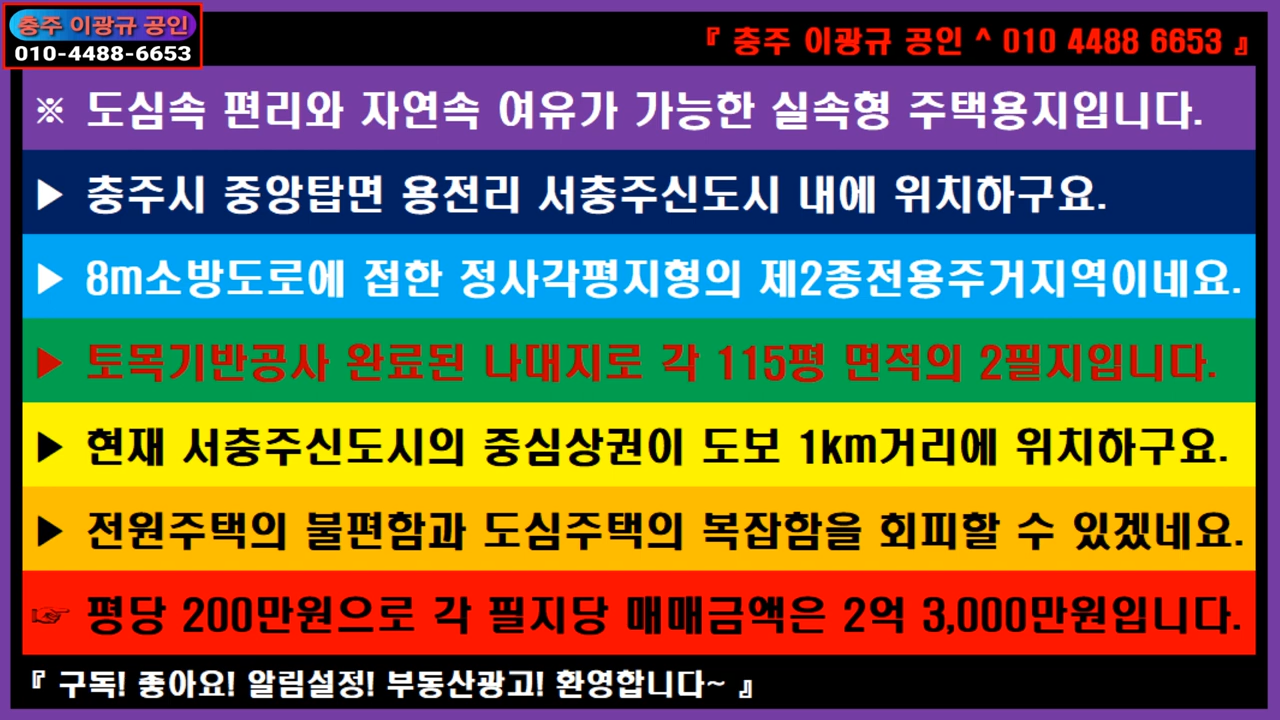 충주 이광규 공인
010-4488-6653
『 충주 이광규 공인 ^ 010 4488 6653 』
※ 도심속 편리와 자연속 여유가 가능한 실속형 주택용지입니다.
▶ 충주시 중앙탑면 용전리 서충주신도시 내에 위치하구요.
▶ 8m소방도로에 접한 정사각평지형의 제2종전용주거지역이네요.
▶ 토목기반공사 완료된 나대지로 각 115평 면적의 2필지입니다.
▶ 현재 서충주신도시의 중심상권이 도보 1km거리에 위치하구요.
▶ 전원주택의 불편함과 도심주택의 복잡함을 회피할 수 있겠네요.
☞ 평당 200만원으로 각 필지당 매매금액은 2억 3,000만원입니다.
『 구독! 좋아요! 알림설정! 부동산광고! 환영합니다~ 』